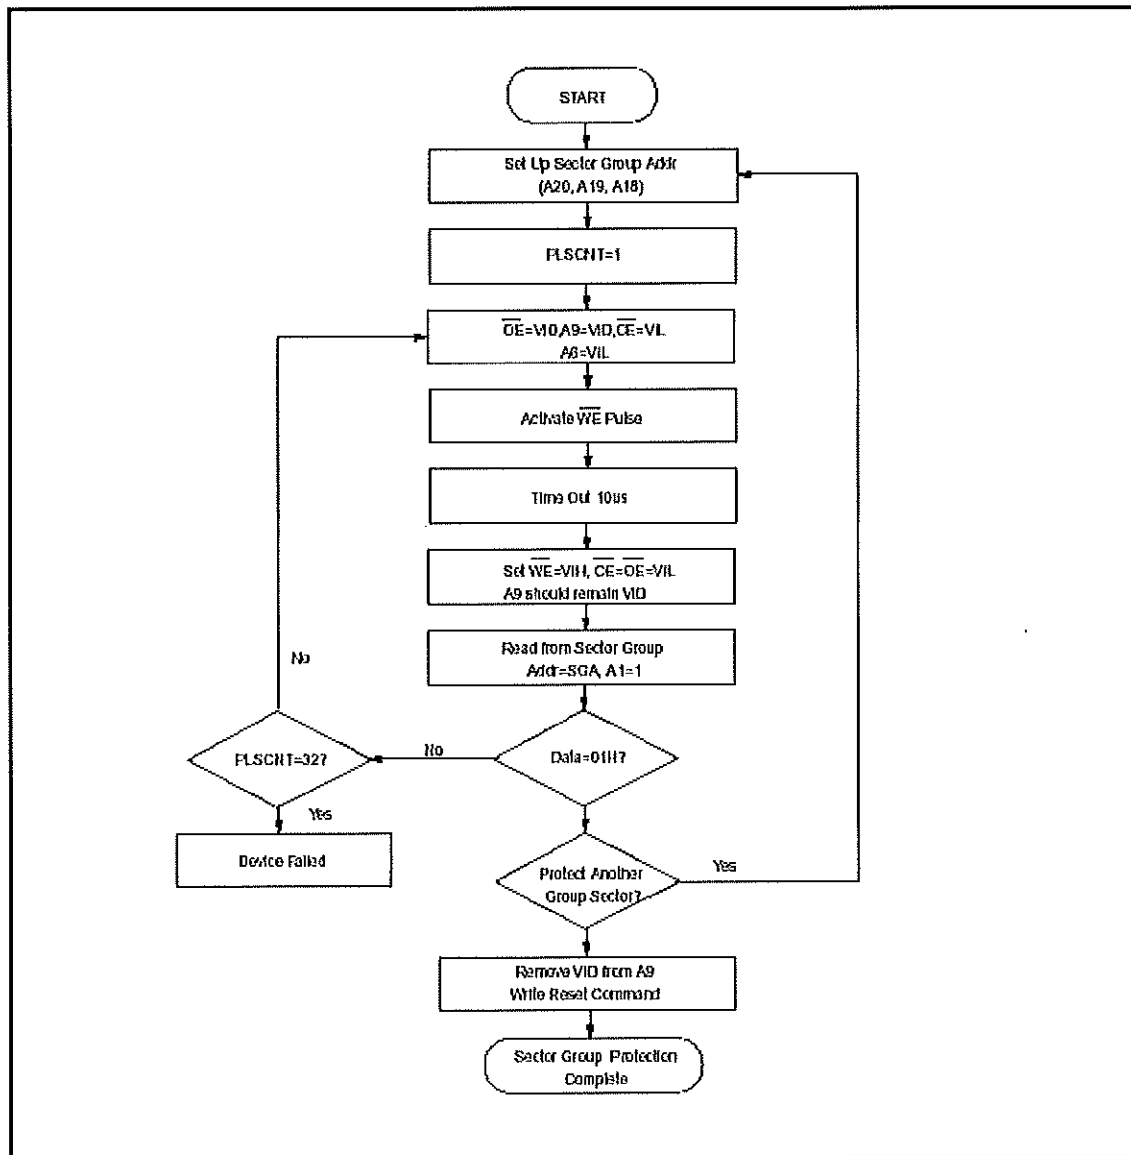 START
Set Up Sector Group Addr
(A20, A19, A18)
PLSCNT=1
OE=VID,A9=VID,CE=VIL
A6=VIL
Activate WE Pulse
Time Out 10us
Set WE=VIH, CE=OE=VIL
A9 should remain VID
Read from Sector Group
Addr=SGA, A1=1
No
PLSCNT=32?
No
Data=01H?
Yes
Device Failed
Protect Another
Group Sector?
Yes
Remove VID from A9
Write Reset Command
Sector Group Protection
Complete